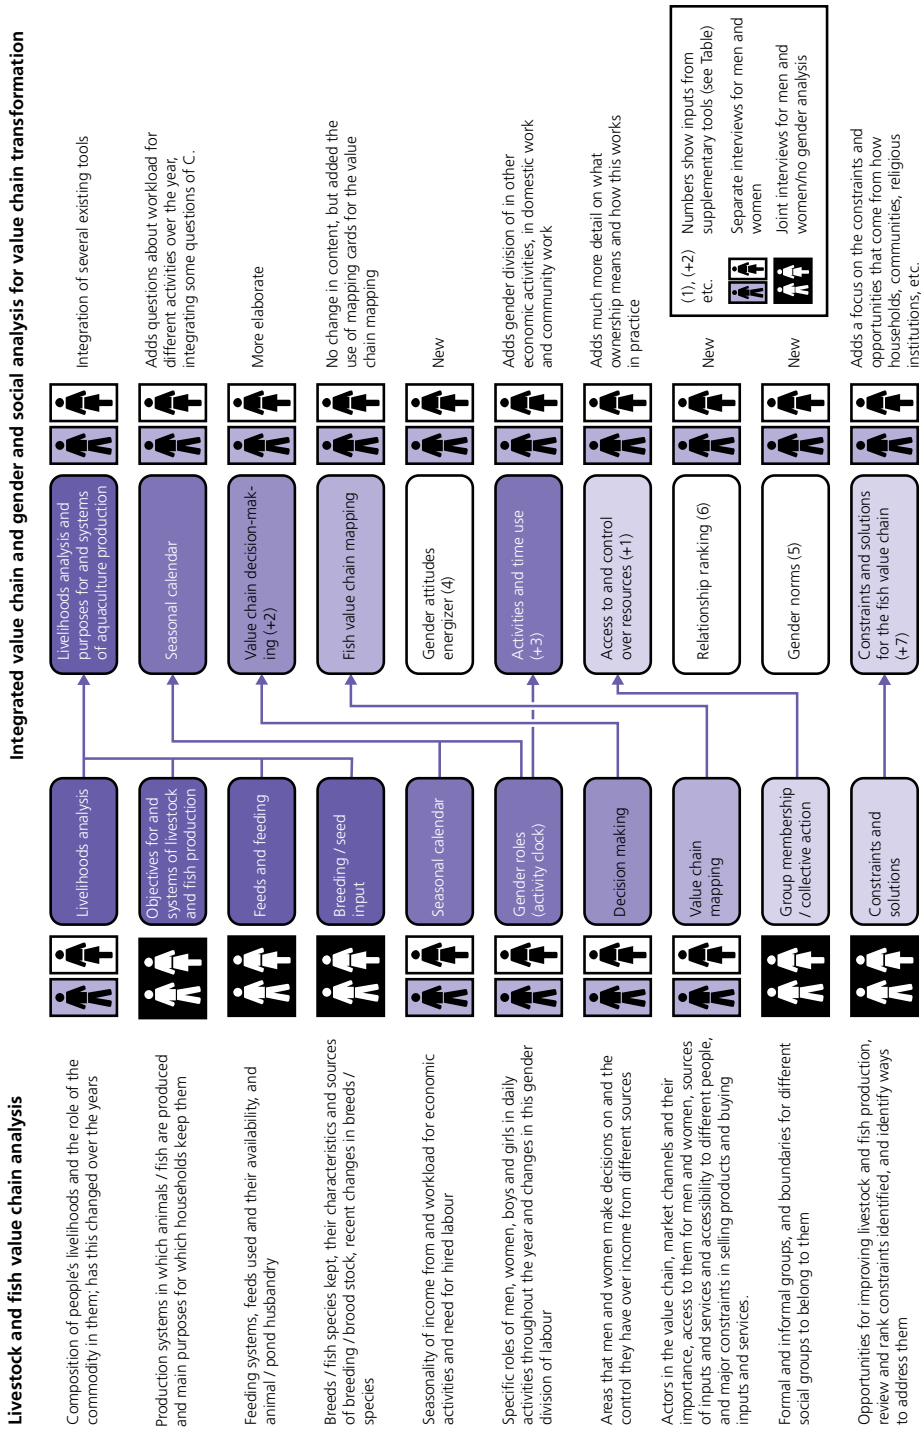 Livestock and fish value chain analysis
Integrated value chain and gender and social analysis for value chain transformation
Composition of people’s livelihoods and the role of the
commodity in them; has this changed over the years
Livelihoods analysis
Livelihoods analysis and
purposes for and systems
of aquaculture production
Integration of several existing tools
Production systems in which animals / fish are produced
and main purposes for which households keep them
Objectives for and
systems of livestock
and fish production
Seasonal calendar
Adds questions about workload for
different activities over the year,
integrating some questions of C.
Feeding systems, feeds used and their availability, and
animal / pond husbandry
Feeds and feeding
Value chain decision-mak-
ing (+2)
More elaborate
Breeds / fish species kept, their characteristics and sources
of breeding / brood stock, recent changes in breeds /
species
Breeding / seed
input
Fish value chain mapping
No change in content, but added the
use of mapping cards for the value
chain mapping
Seasonality of income from and workload for economic
activities and need for hired labour
Seasonal calendar
Gender attitudes
energizer (4)
New
Specific roles of men, women, boys and girls in daily
activities throughout the year and changes in this gender
division of labour
Gender roles
(activity clock)
Activities and time use
(+3)
Adds gender division of in other
economic activities, in domestic work
and community work
Areas that men and women make decisions on and the
control they have over income from different sources
Decision making
Access to and control
over resources (+1)
Adds much more detail on what
ownership means and how this works
in practice
Actors in the value chain, market channels and their
importance, access to them for men and women, sources
of inputs and services and accessibility to different people,
and major constraints in selling products and buying
inputs and services.
Value chain
mapping
Relationship ranking (6)
New
Formal and informal groups, and boundaries for different
social groups to belong to them
Group membership
/ collective action
Gender norms (5)
New
Opportunities for improving livestock and fish production,
review and rank constraints identified, and identify ways
to address them
Constraints and
solutions
Constraints and solutions
for the fish value chain
(+7)
Adds a focus on the constraints and
opportunities that come from how
households, communities, religious
institutions, etc.
(1), (+2)
etc.
Numbers show inputs from
supplementary tools (see Table)
Separate interviews for men and
women
Joint interviews for men and
women/no gender analysis